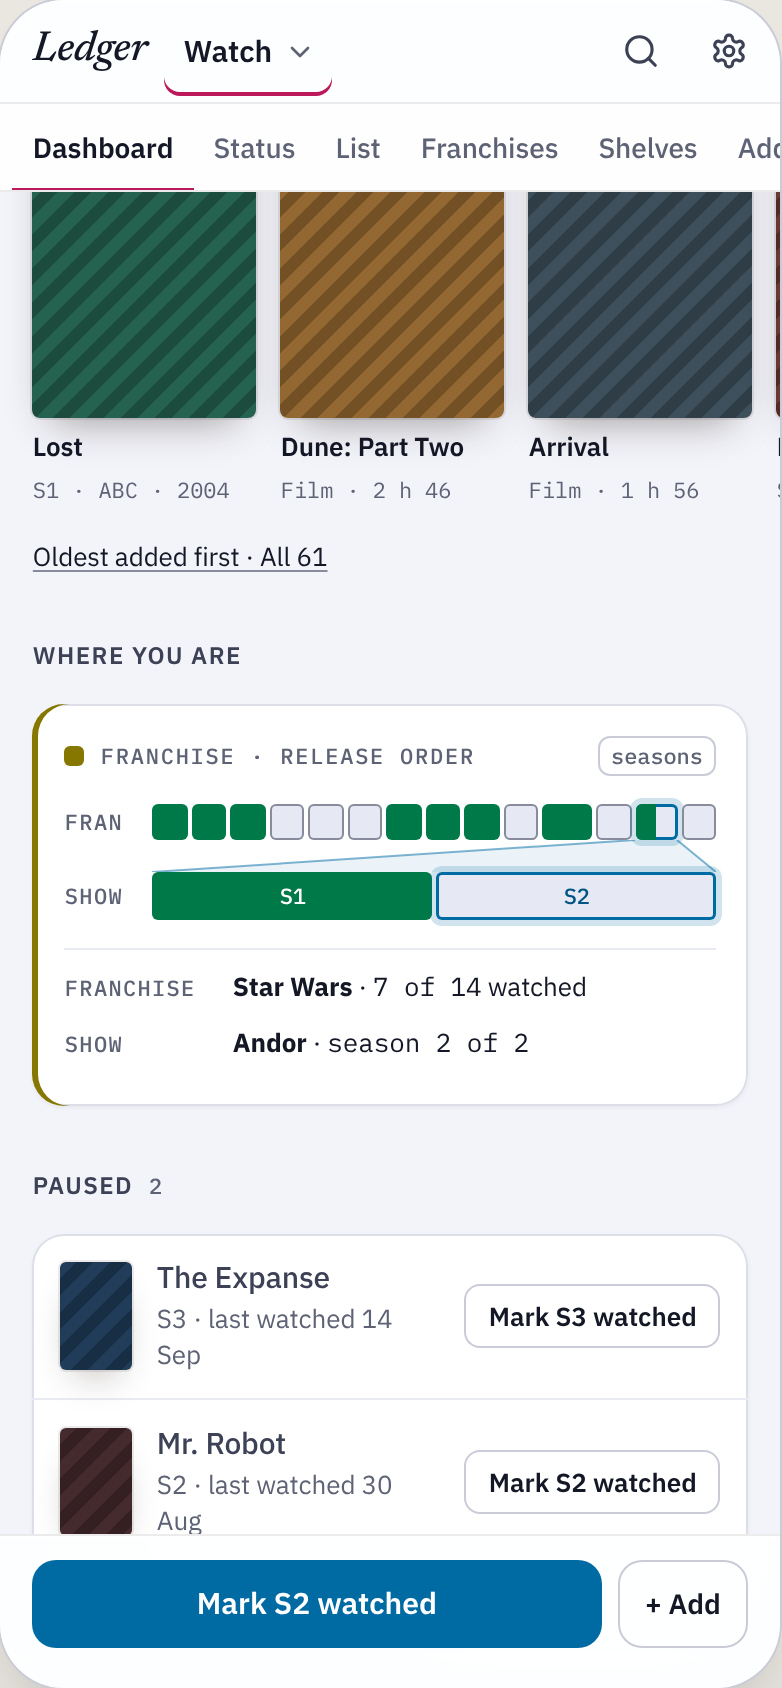 Ledger Watch
Dashboard Status List Franchises Shelves Add
Lost Dune: Part Two Arrival
S1 · ABC · 2004 Film · 2 h 46 Film · 1 h 56
Oldest added first · All 61
WHERE YOU ARE
FRANCHISE · RELEASE ORDER seasons
FRAN
SHOW S1 S2
FRANCHISE Star Wars · 7 of 14 watched
SHOW Andor · season 2 of 2
PAUSED 2
The Expanse
S3 · last watched 14
Sep
Mark S3 watched
Mr. Robot
S2 · last watched 30
Aug
Mark S2 watched
Mark S2 watched + Add